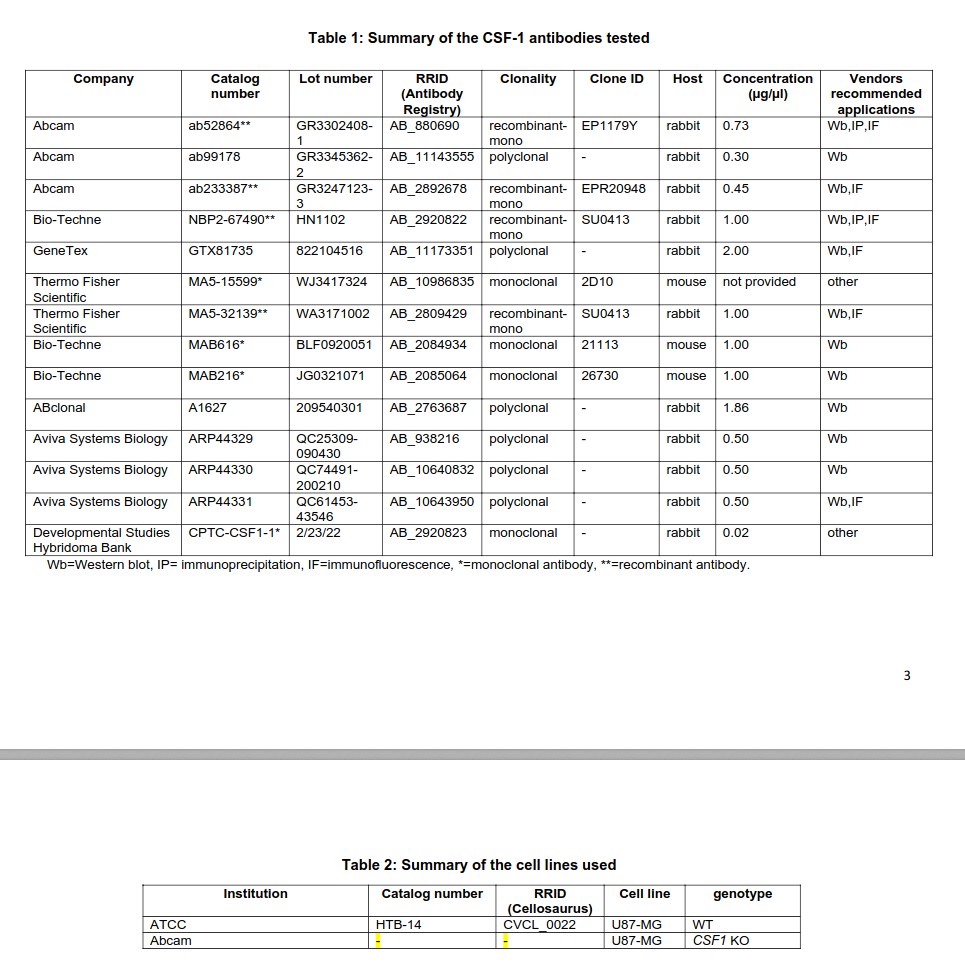 Table 1: Summary of the CSF-1 antibodies tested
Company Catalog number Lot number RRID (Antibody Registry) Clonality Clone ID Host Concentration (µg/µl) Vendors recommended applications
Abcam ab52864** GR3302408-1 AB_880690 recombinant-mono EP1179Y rabbit 0.73 Wb,IP,IF
Abcam ab99178 GR3345362-2 AB_11143555 polyclonal - rabbit 0.30 Wb
Abcam ab233387** GR3247123-3 AB_2892678 recombinant-mono EPR20948 rabbit 0.45 Wb,IF
Bio-Techne NBP2-67490** HN1102 AB_2920822 recombinant-mono SU0413 rabbit 1.00 Wb,IP,IF
GeneTex GTX81735 822104516 AB_11173351 polyclonal - rabbit 2.00 Wb,IF
Thermo Fisher Scientific MA5-15599* WJ3417324 AB_10986835 monoclonal 2D10 mouse not provided other
Thermo Fisher Scientific MA5-32139** WA3171002 AB_2809429 recombinant-mono SU0413 rabbit 1.00 Wb,IF
Bio-Techne MAB616* BLF0920051 AB_2084934 monoclonal 21113 mouse 1.00 Wb
Bio-Techne MAB216* JG0321071 AB_2085064 monoclonal 26730 mouse 1.00 Wb
ABclonal A1627 209540301 AB_2763687 polyclonal - rabbit 1.86 Wb
Aviva Systems Biology ARP44329 QC25309-090430 AB_938216 polyclonal - rabbit 0.50 Wb
Aviva Systems Biology ARP44330 QC74491-200210 AB_10640832 polyclonal - rabbit 0.50 Wb
Aviva Systems Biology ARP44331 QC61453-43546 AB_10643950 polyclonal - rabbit 0.50 Wb,IF
Developmental Studies Hybridoma Bank CPTC-CSF1-1* 2/23/22 AB_2920823 monoclonal - rabbit 0.02 other
Wb=Western blot, IP= immunoprecipitation, IF=immunofluorescence, *=monoclonal antibody, **=recombinant antibody.
3
Table 2: Summary of the cell lines used
Institution Catalog number RRID (Cellosaurus) Cell line genotype
ATCC HTB-14 CVCL_0022 U87-MG WT
Abcam - - U87-MG CSF1 KO